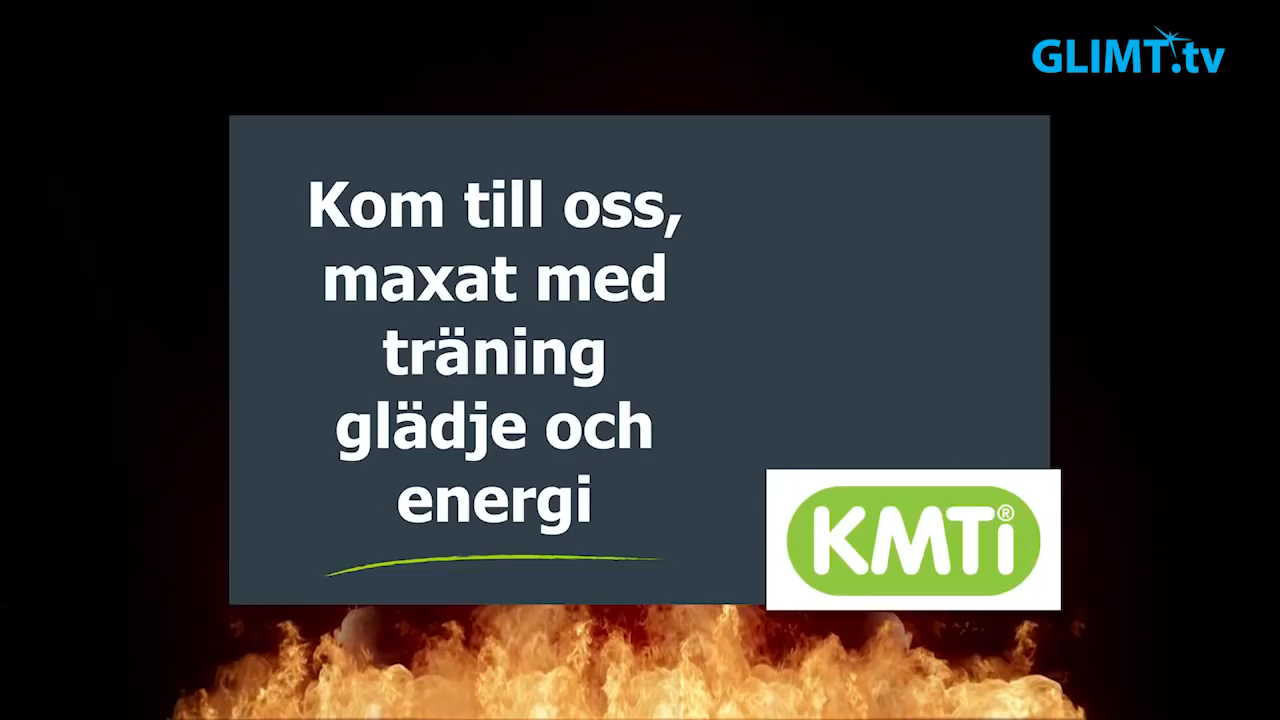 GLIMT.tv
Kom till oss,
maxat med
träning
glädje och
energi
KMTi®